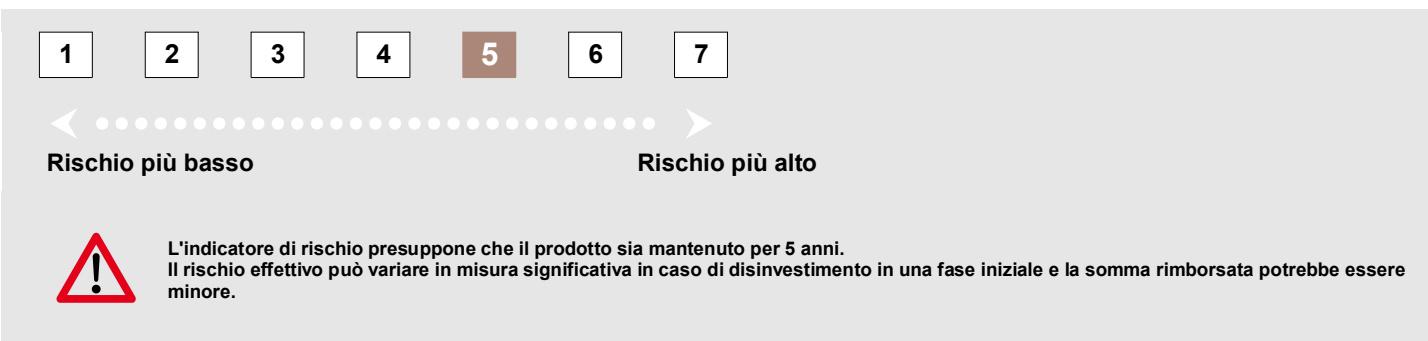 1 2 3 4 5 6 7
Rischio più basso Rischio più alto
L'indicatore di rischio presuppone che il prodotto sia mantenuto per 5 anni.
Il rischio effettivo può variare in misura significativa in caso di disinvestimento in una fase iniziale e la somma rimborsata potrebbe essere
minore.